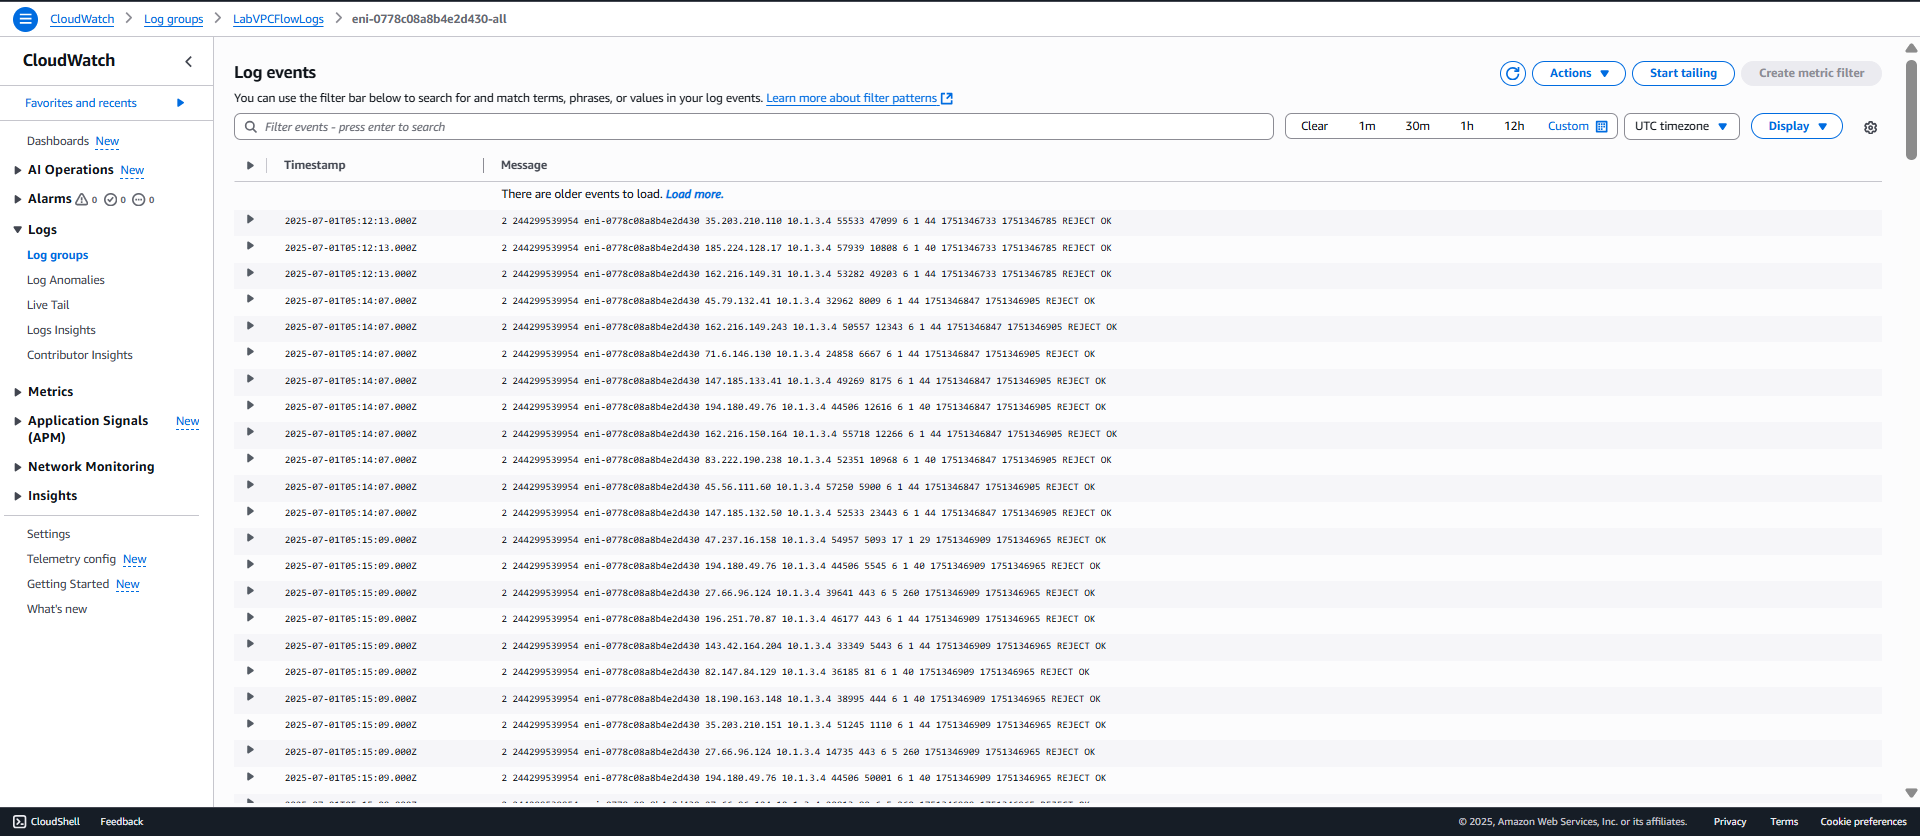 CloudWatch > Log groups > LabVPCFlowLogs > eni-0778c08a8b4e2d430-all
CloudWatch
Favorites and recents
Dashboards New
AI Operations New
Alarms 0 0 0
Logs
Log groups
Log Anomalies
Live Tail
Logs Insights
Contributor Insights
Metrics
Application Signals New
(APM)
Network Monitoring
Insights
Settings
Telemetry config New
Getting Started New
What's new
Log events
Actions
Start tailing
Create metric filter
You can use the filter bar below to search for and match terms, phrases, or values in your log events. Learn more about filter patterns
Filter events - press enter to search
Clear 1m 30m 1h 12h Custom
UTC timezone
Display
Timestamp Message
There are older events to load. Load more.
2025-07-01T05:12:13.000Z 2 244299539954 eni-0778c08a8b4e2d430 35.203.210.110 10.1.3.4 55533 47099 6 1 44 1751346733 1751346785 REJECT OK
2025-07-01T05:12:13.000Z 2 244299539954 eni-0778c08a8b4e2d430 185.224.128.17 10.1.3.4 57939 10808 6 1 40 1751346733 1751346785 REJECT OK
2025-07-01T05:12:13.000Z 2 244299539954 eni-0778c08a8b4e2d430 162.216.149.31 10.1.3.4 53282 49203 6 1 44 1751346733 1751346785 REJECT OK
2025-07-01T05:14:07.000Z 2 244299539954 eni-0778c08a8b4e2d430 45.79.132.41 10.1.3.4 32962 8009 6 1 44 1751346847 1751346905 REJECT OK
2025-07-01T05:14:07.000Z 2 244299539954 eni-0778c08a8b4e2d430 162.216.149.243 10.1.3.4 50557 12343 6 1 44 1751346847 1751346905 REJECT OK
2025-07-01T05:14:07.000Z 2 244299539954 eni-0778c08a8b4e2d430 71.6.146.130 10.1.3.4 24858 6667 6 1 44 1751346847 1751346905 REJECT OK
2025-07-01T05:14:07.000Z 2 244299539954 eni-0778c08a8b4e2d430 147.185.133.41 10.1.3.4 49269 8175 6 1 44 1751346847 1751346905 REJECT OK
2025-07-01T05:14:07.000Z 2 244299539954 eni-0778c08a8b4e2d430 194.180.49.76 10.1.3.4 44506 12616 6 1 40 1751346847 1751346905 REJECT OK
2025-07-01T05:14:07.000Z 2 244299539954 eni-0778c08a8b4e2d430 162.216.150.164 10.1.3.4 55718 12266 6 1 44 1751346847 1751346905 REJECT OK
2025-07-01T05:14:07.000Z 2 244299539954 eni-0778c08a8b4e2d430 83.222.190.238 10.1.3.4 52351 10968 6 1 40 1751346847 1751346905 REJECT OK
2025-07-01T05:14:07.000Z 2 244299539954 eni-0778c08a8b4e2d430 45.56.111.60 10.1.3.4 57250 5900 6 1 44 1751346847 1751346905 REJECT OK
2025-07-01T05:14:07.000Z 2 244299539954 eni-0778c08a8b4e2d430 147.185.132.50 10.1.3.4 52533 23443 6 1 44 1751346847 1751346905 REJECT OK
2025-07-01T05:15:09.000Z 2 244299539954 eni-0778c08a8b4e2d430 47.237.16.158 10.1.3.4 54957 5093 17 1 29 1751346909 1751346965 REJECT OK
2025-07-01T05:15:09.000Z 2 244299539954 eni-0778c08a8b4e2d430 194.180.49.76 10.1.3.4 44506 5545 6 1 40 1751346909 1751346965 REJECT OK
2025-07-01T05:15:09.000Z 2 244299539954 eni-0778c08a8b4e2d430 27.66.96.124 10.1.3.4 39641 443 6 5 260 1751346909 1751346965 REJECT OK
2025-07-01T05:15:09.000Z 2 244299539954 eni-0778c08a8b4e2d430 196.251.70.87 10.1.3.4 46177 443 6 1 44 1751346909 1751346965 REJECT OK
2025-07-01T05:15:09.000Z 2 244299539954 eni-0778c08a8b4e2d430 143.42.164.204 10.1.3.4 33349 5443 6 1 44 1751346909 1751346965 REJECT OK
2025-07-01T05:15:09.000Z 2 244299539954 eni-0778c08a8b4e2d430 82.147.84.129 10.1.3.4 36185 81 6 1 40 1751346909 1751346965 REJECT OK
2025-07-01T05:15:09.000Z 2 244299539954 eni-0778c08a8b4e2d430 18.190.163.148 10.1.3.4 38995 444 6 1 40 1751346909 1751346965 REJECT OK
2025-07-01T05:15:09.000Z 2 244299539954 eni-0778c08a8b4e2d430 35.203.210.151 10.1.3.4 51245 1110 6 1 44 1751346909 1751346965 REJECT OK
2025-07-01T05:15:09.000Z 2 244299539954 eni-0778c08a8b4e2d430 27.66.96.124 10.1.3.4 14735 443 6 5 260 1751346909 1751346965 REJECT OK
2025-07-01T05:15:09.000Z 2 244299539954 eni-0778c08a8b4e2d430 194.180.49.76 10.1.3.4 44506 50001 6 1 40 1751346909 1751346965 REJECT OK
CloudShell Feedback © 2025, Amazon Web Services, Inc. or its affiliates. Privacy Terms Cookie preferences